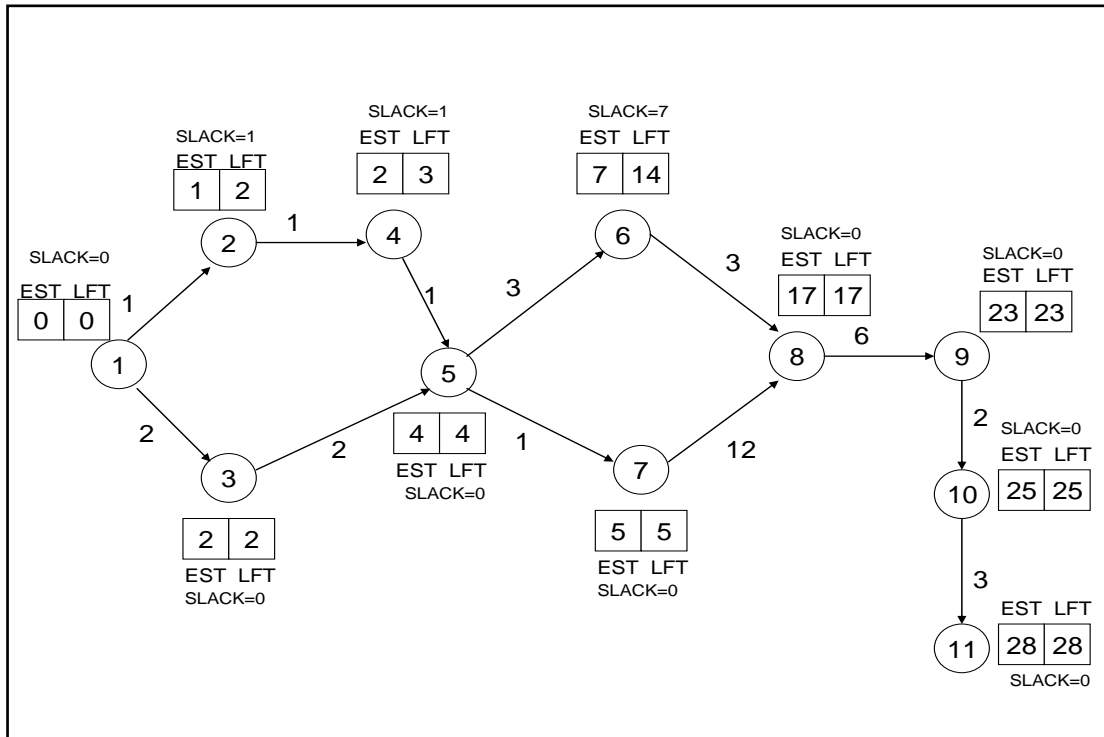 SLACK=0
EST LFT
0 0
1
1
2
SLACK=1
EST LFT
1 2
2
1
3
2
2 2
EST LFT
SLACK=0
SLACK=1
EST LFT
2 3
4
1
5
4 4
EST LFT
SLACK=0
3
1
SLACK=7
EST LFT
7 14
6
3
7
12
5 5
EST LFT
SLACK=0
SLACK=0
EST LFT
17 17
8
6
SLACK=0
EST LFT
23 23
9
2
SLACK=0
EST LFT
10
25 25
3
EST LFT
11
28 28
SLACK=0